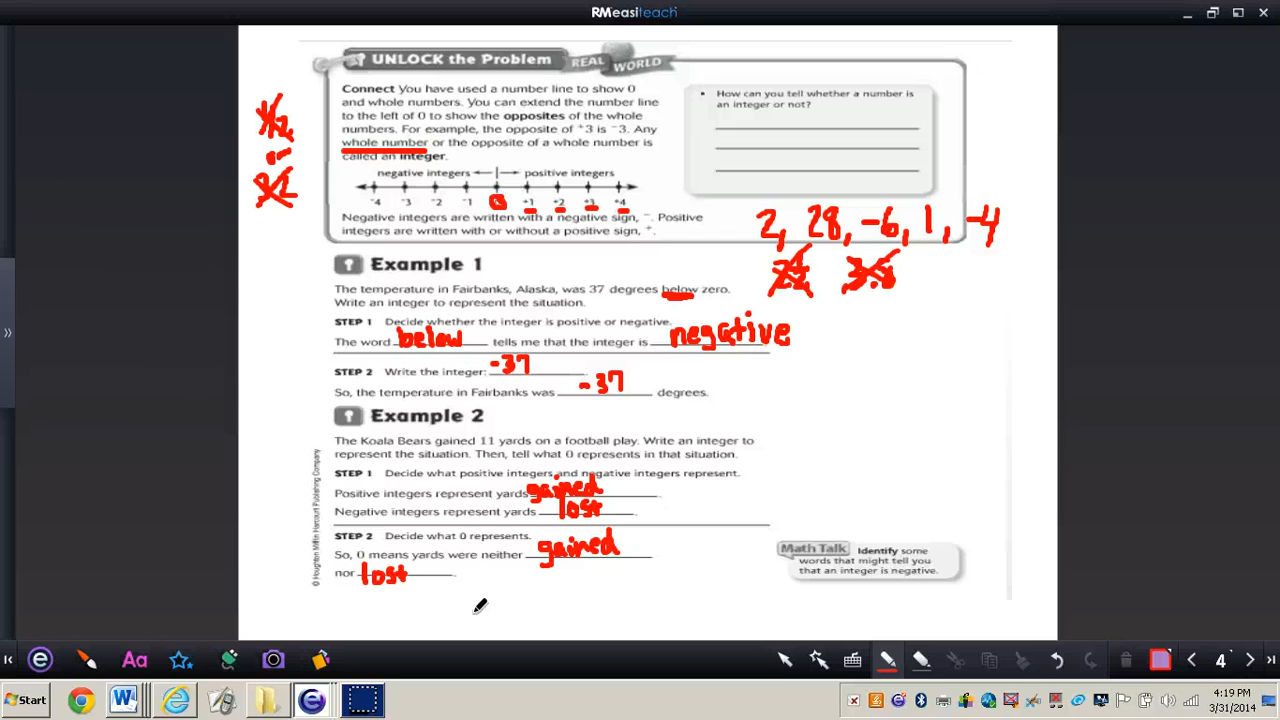 RM easiteach
UNLOCK the Problem REAL WORLD
Connect You have used a number line to show 0
and whole numbers. You can extend the number line
to the left of 0 to show the opposites of the whole
numbers. For example, the opposite of +3 is −3. Any
whole number or the opposite of a whole number is
called an integer.
negative integers positive integers
−4 −3 −2 −1 0 +1 +2 +3 +4
Negative integers are written with a negative sign, −. Positive
integers are written with or without a positive sign, +.
• How can you tell whether a number is
an integer or not?
2, 28, -6, 1, -4
3.8
Example 1
The temperature in Fairbanks, Alaska, was 37 degrees below zero.
Write an integer to represent the situation.
STEP 1 Decide whether the integer is positive or negative.
The word below tells me that the integer is negative
STEP 2 Write the integer: -37.
So, the temperature in Fairbanks was -37 degrees.
Example 2
The Koala Bears gained 11 yards on a football play. Write an integer to
represent the situation. Then, tell what 0 represents in that situation.
STEP 1 Decide what positive integers and negative integers represent.
Positive integers represent yards gained.
Negative integers represent yards lost.
STEP 2 Decide what 0 represents.
So, 0 means yards were neither gained
nor lost.
Math Talk Identify some
words that might tell you
that an integer is negative.
© Houghton Mifflin Harcourt Publishing Company
Aa
4
Start
4:19 PM
3/31/2014